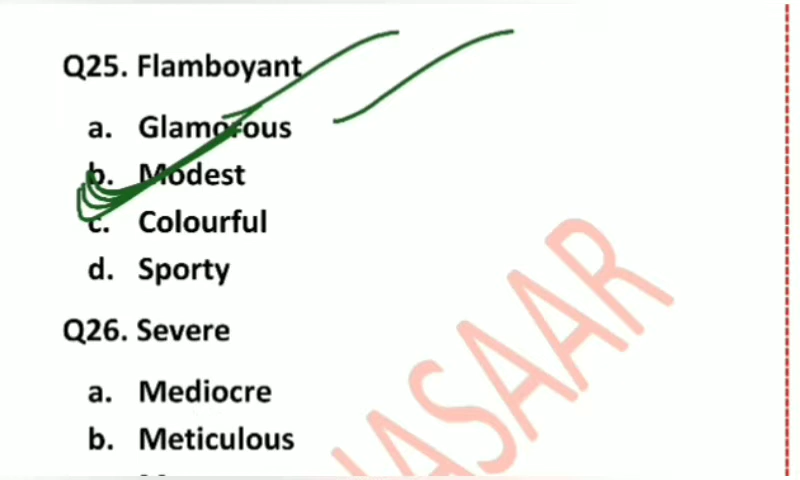 Q25. Flamboyant
a. Glamorous
b. Modest
c. Colourful
d. Sporty
Q26. Severe
a. Mediocre
b. Meticulous